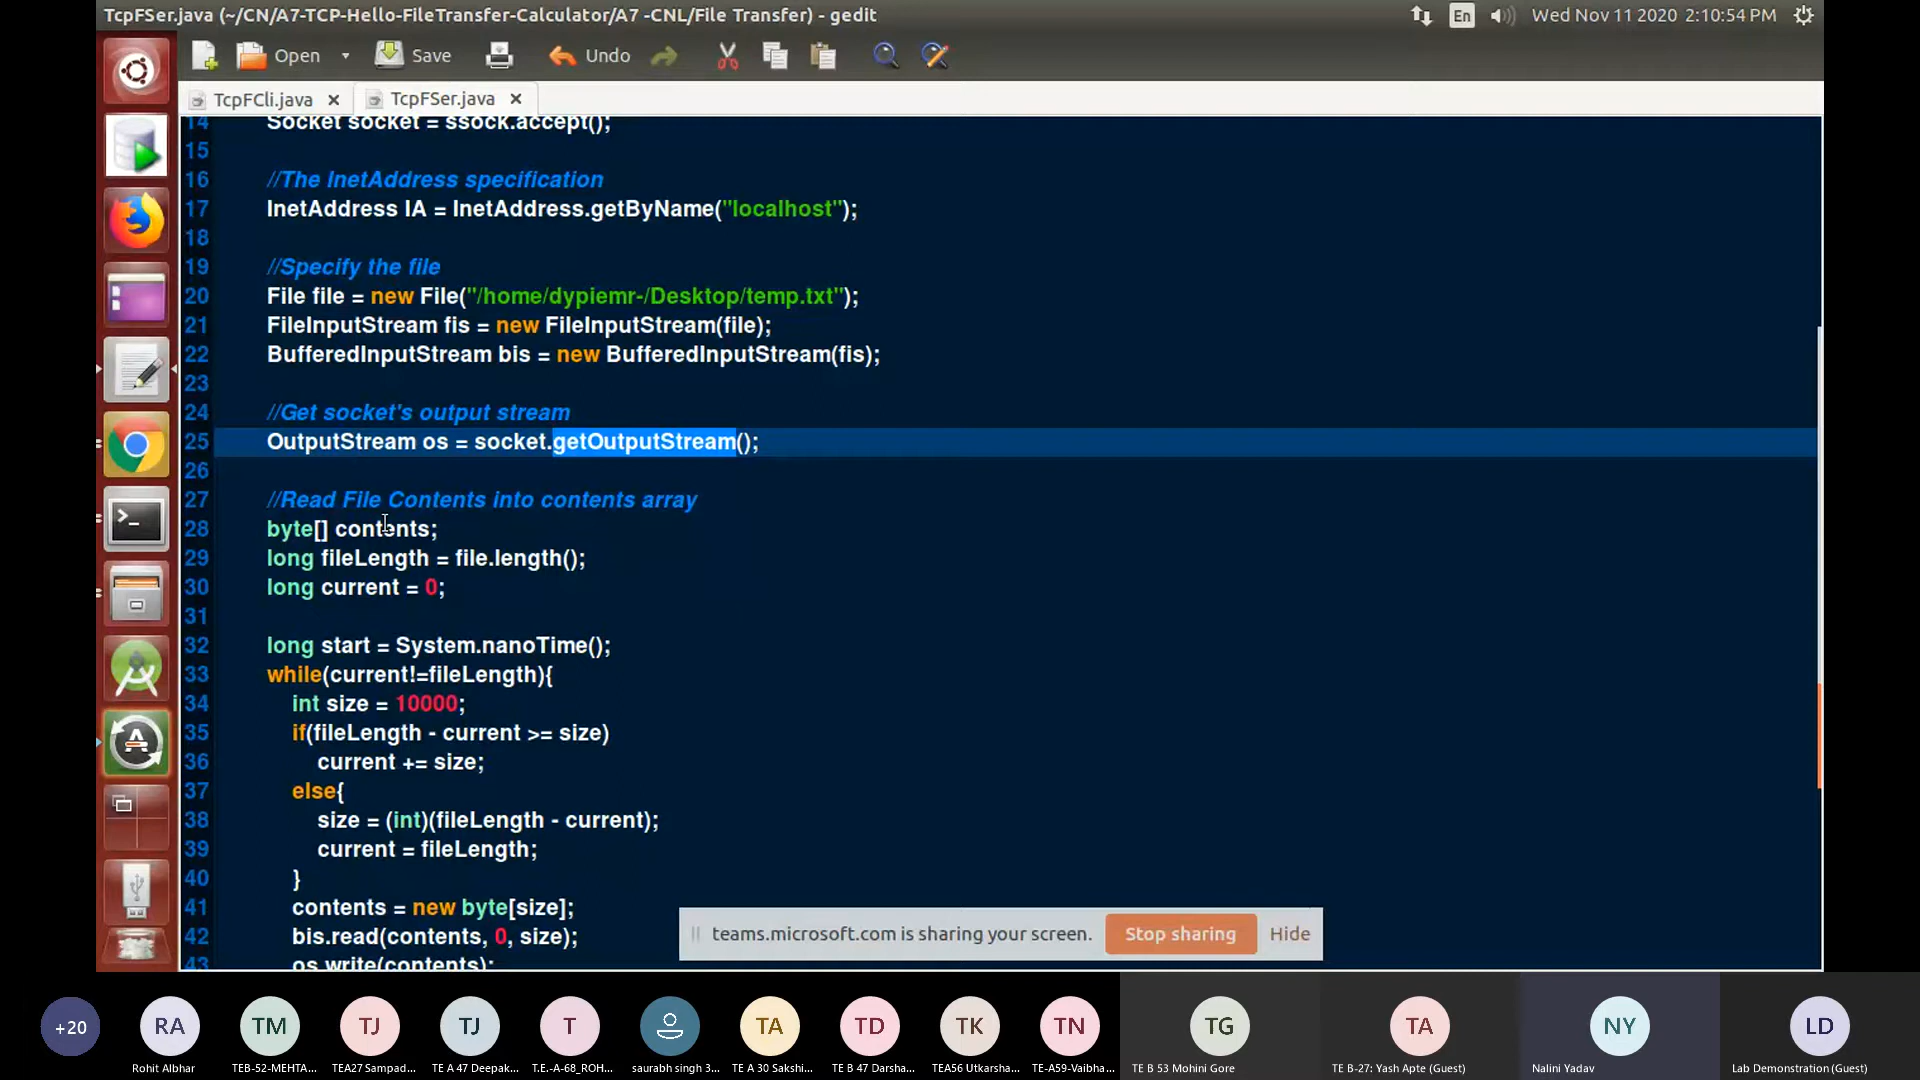 TcpFSer.java (~/CN/A7-TCP-Hello-FileTransfer-Calculator/A7 -CNL/File Transfer) - gedit
En
Wed Nov 11 2020 2:10:54 PM
Open
Save
Undo
TcpFCli.java
TcpFSer.java
14 Socket socket = ssock.accept();
15
16 //The InetAddress specification
17 InetAddress IA = InetAddress.getByName("localhost");
18
19 //Specify the file
20 File file = new File("/home/dypiemr-/Desktop/temp.txt");
21 FileInputStream fis = new FileInputStream(file);
22 BufferedInputStream bis = new BufferedInputStream(fis);
23
24 //Get socket's output stream
25 OutputStream os = socket.getOutputStream();
26
27 //Read File Contents into contents array
28 byte[] contents;
29 long fileLength = file.length();
30 long current = 0;
31
32 long start = System.nanoTime();
33 while(current!=fileLength){
34 int size = 10000;
35 if(fileLength - current >= size)
36 current += size;
37 else{
38 size = (int)(fileLength - current);
39 current = fileLength;
40 }
41 contents = new byte[size];
42 bis.read(contents, 0, size);
43 os.write(contents);
teams.microsoft.com is sharing your screen.
Stop sharing
Hide
+20
RA
TM
TJ
TJ
T
TA
TD
TK
TN
TG
TA
NY
LD
Rohit Albhar
TEB-52-MEHTA...
TEA27 Sampad...
TE A 47 Deepak...
T.E.-A-68_ROH...
saurabh singh 3...
TE A 30 Sakshi...
TE B 47 Darsha...
TEA56 Utkarsha...
TE-A59-Vaibha...
TE B 53 Mohini Gore
TE B-27: Yash Apte (Guest)
Nalini Yadav
Lab Demonstration (Guest)